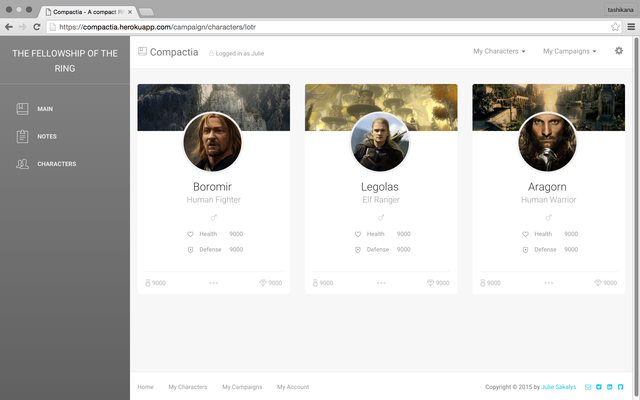 Compactia - A compact R
tashikana
https://compactia.herokuapp.com/campaign/characters/lotr
THE FELLOWSHIP OF THE
RING
MAIN
NOTES
CHARACTERS
Compactia
Logged in as Julie
My Characters
My Campaigns
Boromir
Human Fighter
Health 9000
Defense 9000
9000 9000
Legolas
Elf Ranger
Health 9000
Defense 9000
9000 9000
Aragorn
Human Warrior
Health 9000
Defense 9000
9000 9000
Home My Characters My Campaigns My Account
Copyright © 2015 by Julie Sakalys